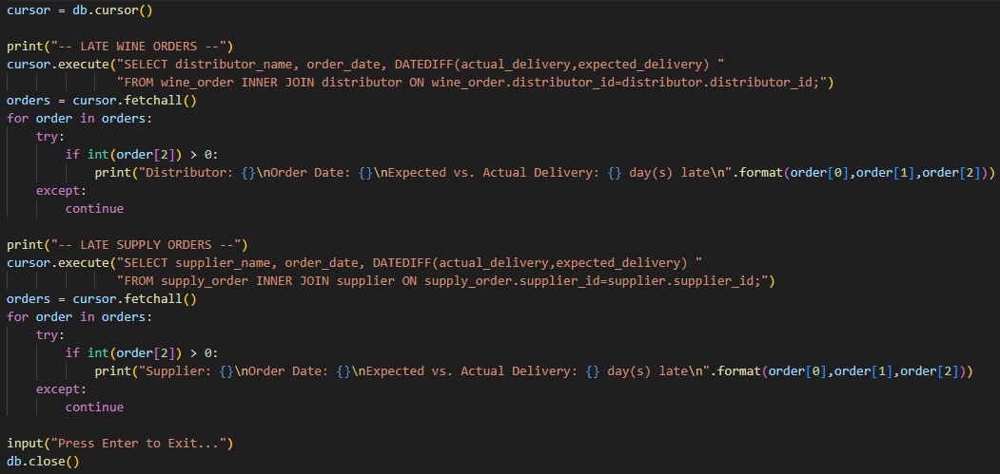 cursor = db.cursor()
print("-- LATE WINE ORDERS --")
cursor.execute("SELECT distributor_name, order_date, DATEDIFF(actual_delivery,expected_delivery) "
"FROM wine_order INNER JOIN distributor ON wine_order.distributor_id=distributor.distributor_id;")
orders = cursor.fetchall()
for order in orders:
try:
if int(order[2]) > 0:
print("Distributor: {}\nOrder Date: {}\nExpected vs. Actual Delivery: {} day(s) late\n".format(order[0],order[1],order[2]))
except:
continue
print("-- LATE SUPPLY ORDERS --")
cursor.execute("SELECT supplier_name, order_date, DATEDIFF(actual_delivery,expected_delivery) "
"FROM supply_order INNER JOIN supplier ON supply_order.supplier_id=supplier.supplier_id;")
orders = cursor.fetchall()
for order in orders:
try:
if int(order[2]) > 0:
print("Supplier: {}\nOrder Date: {}\nExpected vs. Actual Delivery: {} day(s) late\n".format(order[0],order[1],order[2]))
except:
continue
input("Press Enter to Exit...")
db.close()